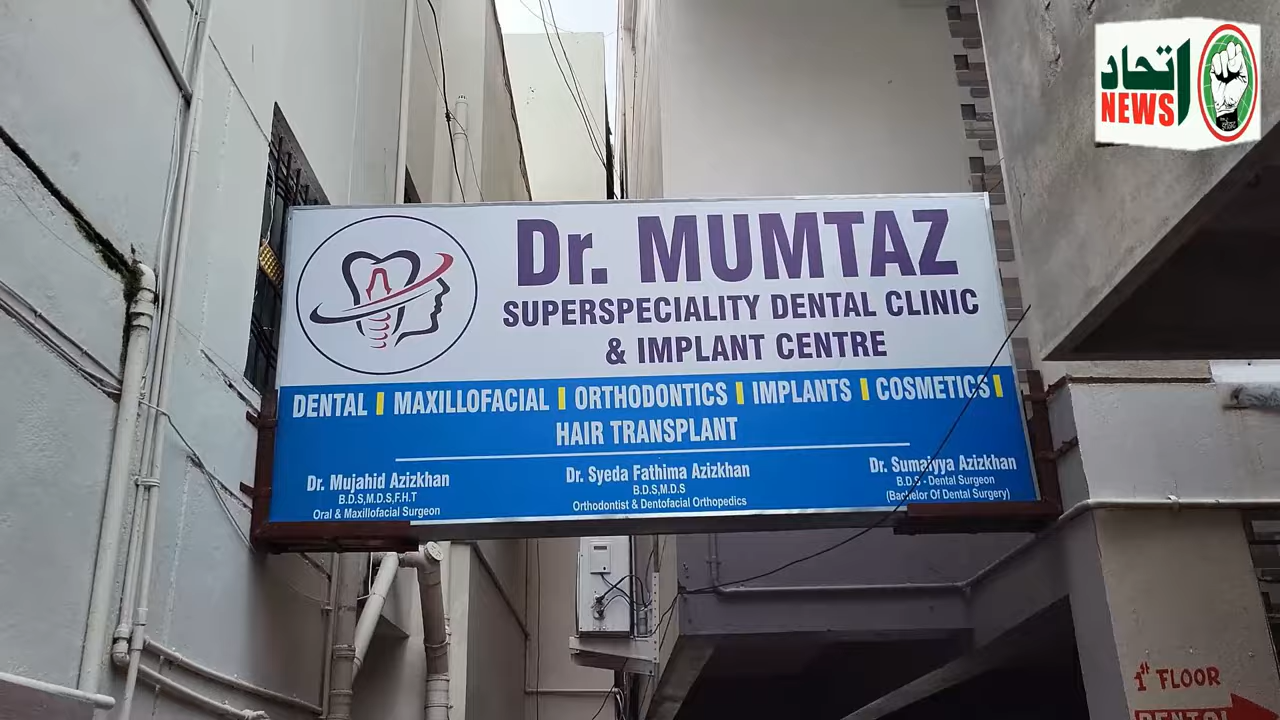 اتحاد
NEWS
Dr. MUMTAZ
SUPERSPECIALITY DENTAL CLINIC
& IMPLANT CENTRE
DENTAL | MAXILLOFACIAL | ORTHODONTICS | IMPLANTS | COSMETICS |
HAIR TRANSPLANT
Dr. Mujahid Azizkhan
B.D.S,M.D.S,F.H.T
Oral & Maxillofacial Surgeon
Dr. Syeda Fathima Azizkhan
B.D.S,M.D.S
Orthodontist & Dentofacial Orthopedics
Dr. Sumaiyya Azizkhan
B.D.S - Dental Surgeon
(Bachelor Of Dental Surgery)
1st FLOOR
DENTAL